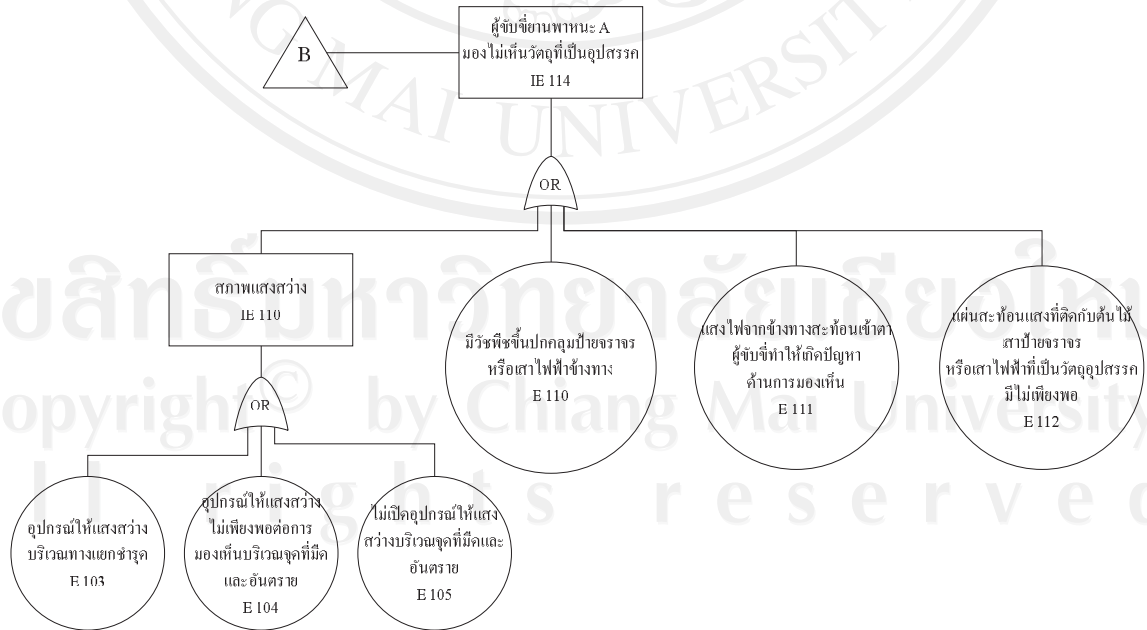 B
ผู้ขับขี่ยานพาหนะ A
มองไม่เห็นวัตถุที่เป็นอุปสรรค
IE 114
OR
สภาพแสงสว่าง
IE 110
มีวัชพืชขึ้นปกคลุมป้ายจราจร
หรือเสาไฟฟ้าข้างทาง
E 110
แสงไฟจากข้างทางสะท้อนเข้าตา
ผู้ขับขี่ทำให้เกิดปัญหา
ด้านการมองเห็น
E 111
แผ่นสะท้อนแสงที่ติดกับต้นไม้
เสาป้ายจราจร
หรือเสาไฟฟ้าที่เป็นวัตถุอุปสรรค
มีไม่เพียงพอ
E 112
OR
อุปกรณ์ให้แสงสว่าง
บริเวณทางแยกชำรุด
E 103
อุปกรณ์ให้แสงสว่าง
ไม่เพียงพอต่อการ
มองเห็นบริเวณจุดที่มืด
และอันตราย
E 104
ไม่เปิดอุปกรณ์ให้แสง
สว่างบริเวณจุดที่มืดและ
อันตราย
E 105
MAI UNIVERSITY
ขสิทธิ์มหาวิทยาลัยเชียงใหม
opyright © by Chiang Mai University
ll rights reserved